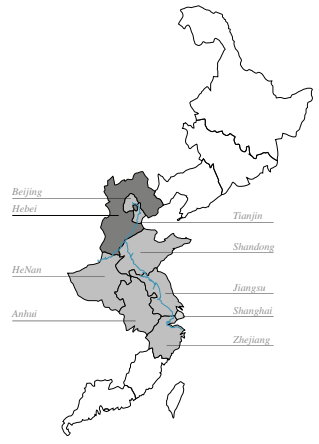 Beijing
Hebei
Tianjin
Shandong
HeNan
Jiangsu
Shanghai
Anhui
Zhejiang